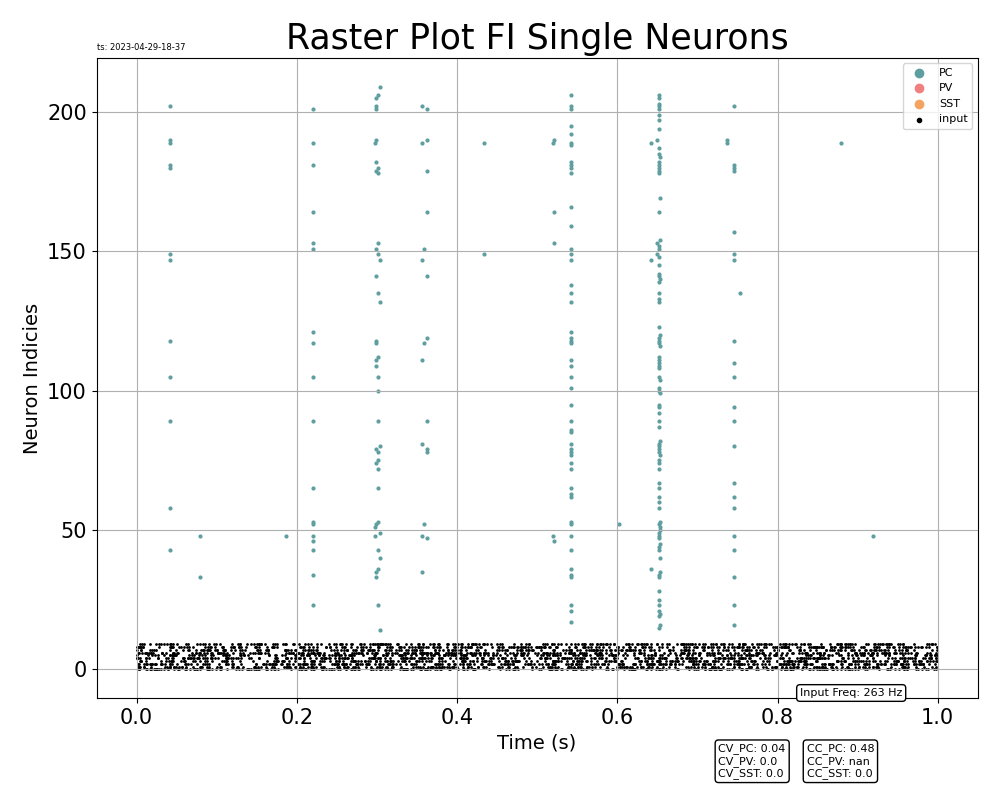 Raster Plot FI Single Neurons
ts: 2023-04-29-18-37
PC
PV
SST
input
200
150
100
50
0
Neuron Indicies
Input Freq: 263 Hz
0.0 0.2 0.4 0.6 0.8 1.0
Time (s)
CV_PC: 0.04
CV_PV: 0.0
CV_SST: 0.0
CC_PC: 0.48
CC_PV: nan
CC_SST: 0.0